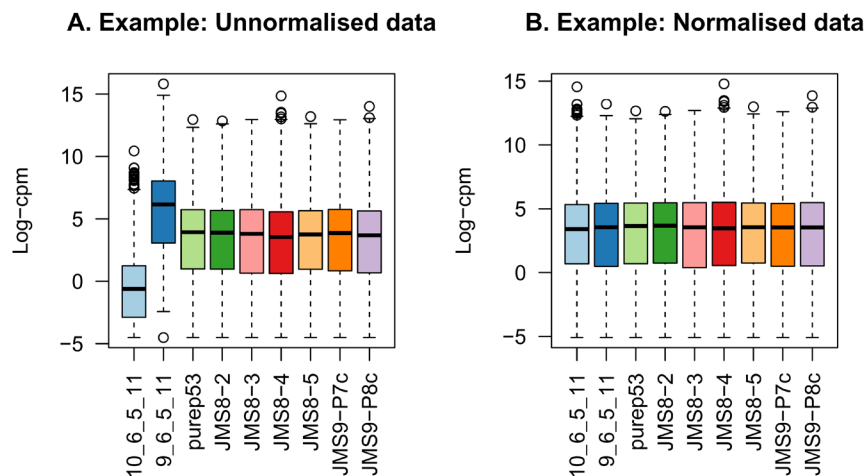 A. Example: Unnormalised data
Log−cpm
15
10
5
0
−5
10_6_5_11
9_6_5_11
purep53
JMS8−2
JMS8−3
JMS8−4
JMS8−5
JMS9−P7c
JMS9−P8c
B. Example: Normalised data
Log−cpm
15
10
5
0
−5
10_6_5_11
9_6_5_11
purep53
JMS8−2
JMS8−3
JMS8−4
JMS8−5
JMS9−P7c
JMS9−P8c